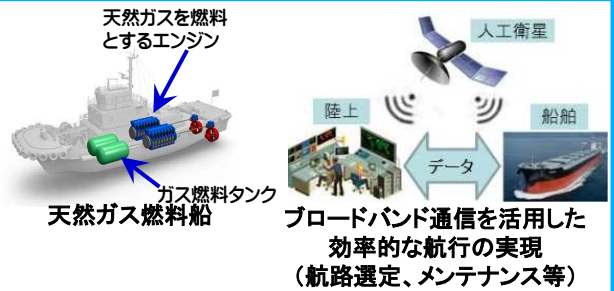 天然ガスを燃料
とするエンジン
ガス燃料タンク
天然ガス燃料船
人工衛星
陸上
船舶
データ
ブロードバンド通信を活用した
効率的な航行の実現
(航路選定、メンテナンス等)